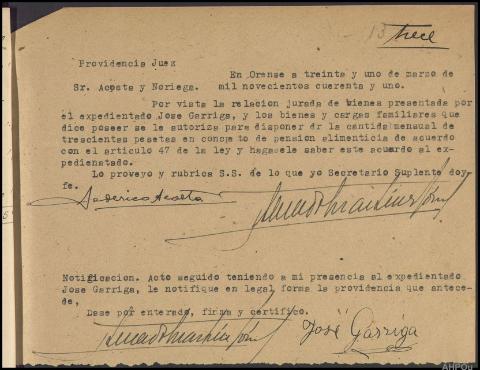 13 trece
Providencia Juez
En Orense a treinta y uno de marzo de
Sr. Acosta y Noriega. mil novecientos cuarenta y uno.
Por vista la relacion jurada de bienes presentada por
el expedientado Jose Garriga, y los bienes y cargas familiares que
dice poseer se le autoriza para disponer de la cantidad mensual de
trescientas pesetas en concepto de pension alimenticia de acuerdo
con el articulo 47 de la ley y hagasele saber este acuerdo al ex-
pedientado.
Lo proveyo y rubrica S.S. de lo que yo Secretario Suplente doy
fe.
Federico Acosta
Notificacion. Acto seguido teniendo a mi presencia al expedientado
Jose Garriga, le notifique en legal forma la providencia que antece-
de,
Dase por enterado, firma y certifico.
José Garriga
AHPOu